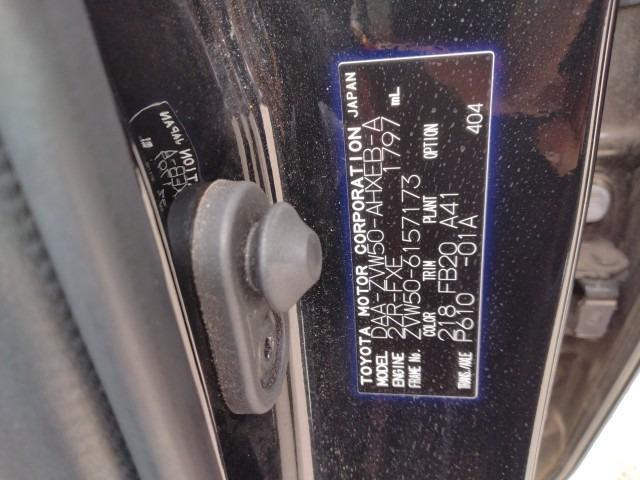 TOYOTA MOTOR CORPORATION JAPAN
MODEL DAA-ZVW50-AHXEB-A
ENGINE 2ZR-FXE 1797 mL
FRAME No. ZVW50-6157173
COLOR TRIM PLANT OPTION
218 FB20 A41
TRANS./AXLE P610 -01A 404
JAPAN